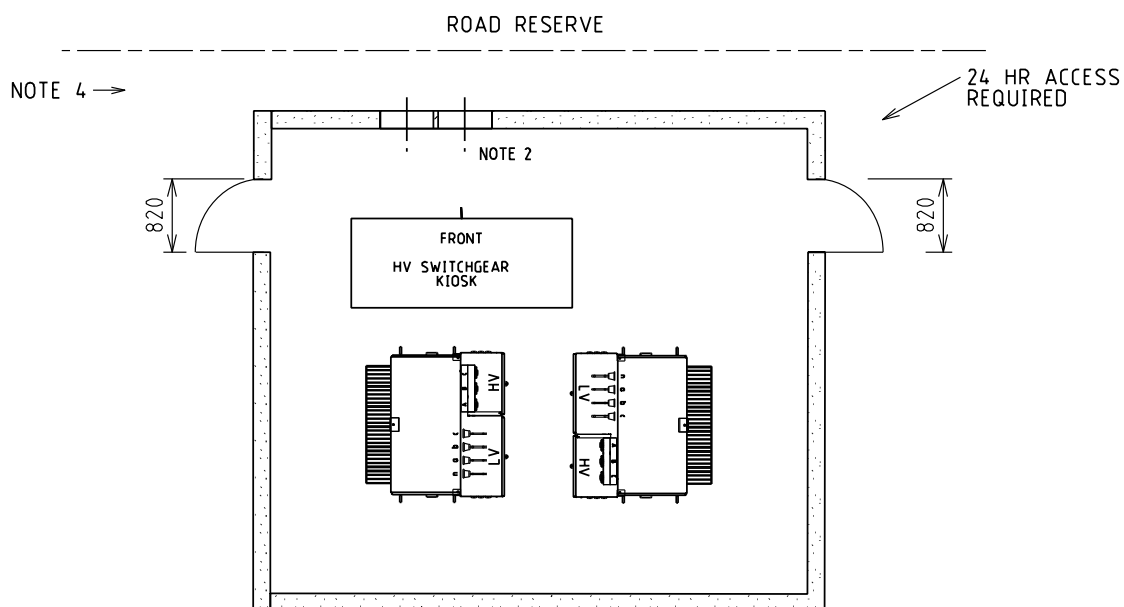 ROAD RESERVE
NOTE 4
24 HR ACCESS
REQUIRED
NOTE 2
820
820
FRONT
HV SWITCHGEAR
KIOSK
HV
LV
LV
HV